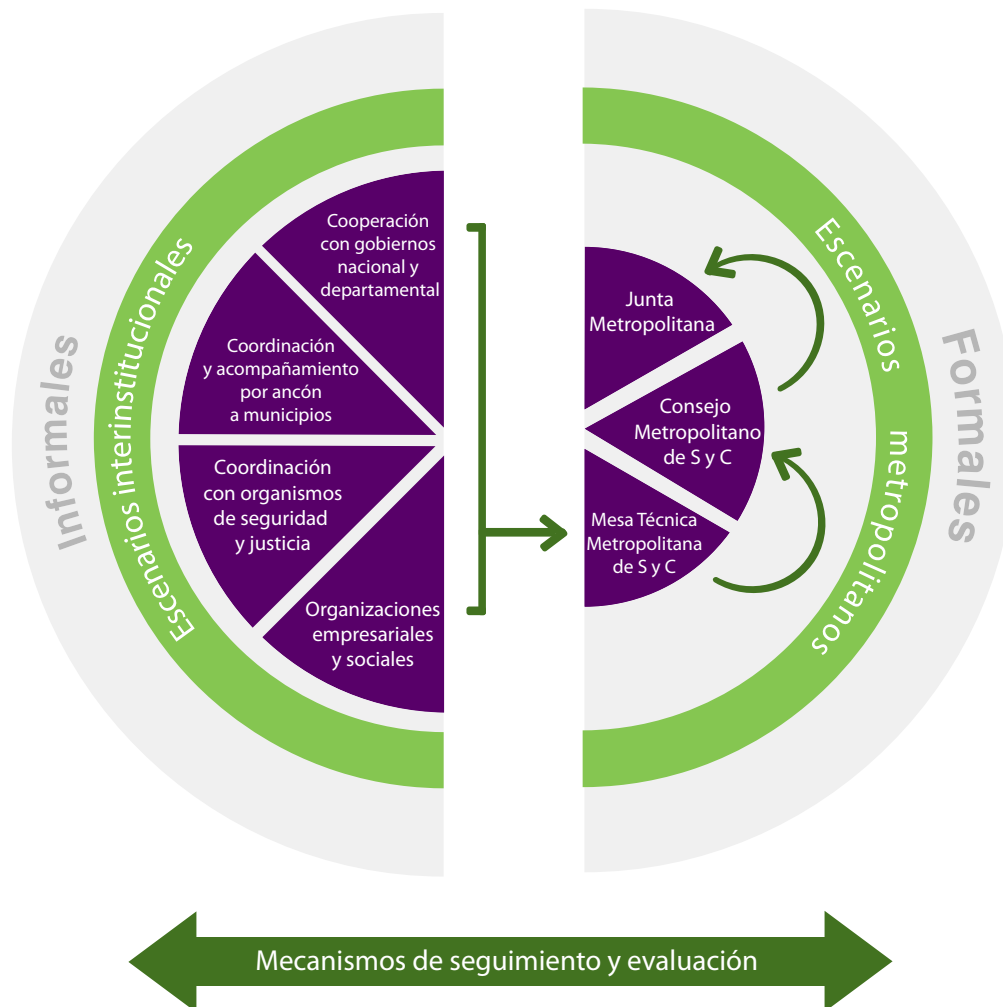 Informales
Escenarios interinstitucionales
Cooperación
con gobiernos
nacional y
departamental
Coordinación
y acompañamiento
por ancón
a municipios
Coordinación
con organismos
de seguridad
y justicia
Organizaciones
empresariales
y sociales
Junta
Metropolitana
Consejo
Metropolitano
de S y C
Mesa Técnica
Metropolitana
de S y C
Escenarios metropolitanos
Formales
Mecanismos de seguimiento y evaluación